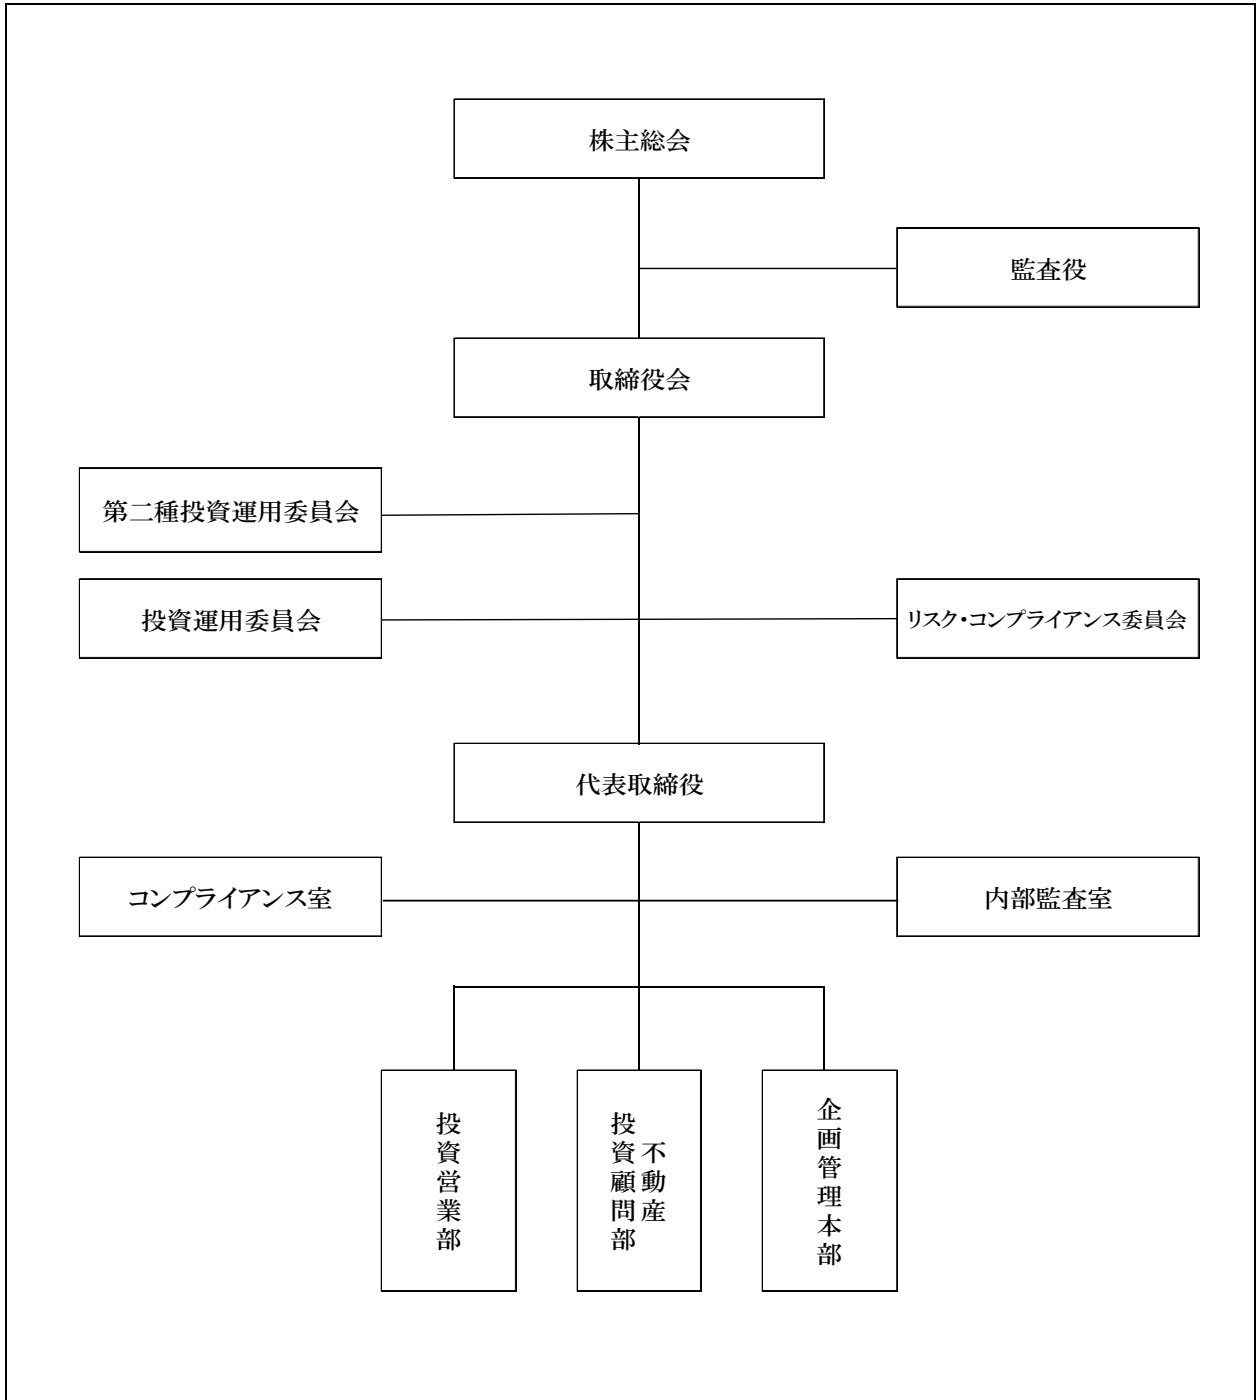 株主総会
監査役
取締役会
第二種投資運用委員会
投資運用委員会
リスク・コンプライアンス委員会
代表取締役
コンプライアンス室
内部監査室
投資営業部
不動産
投資顧問部
企画管理本部